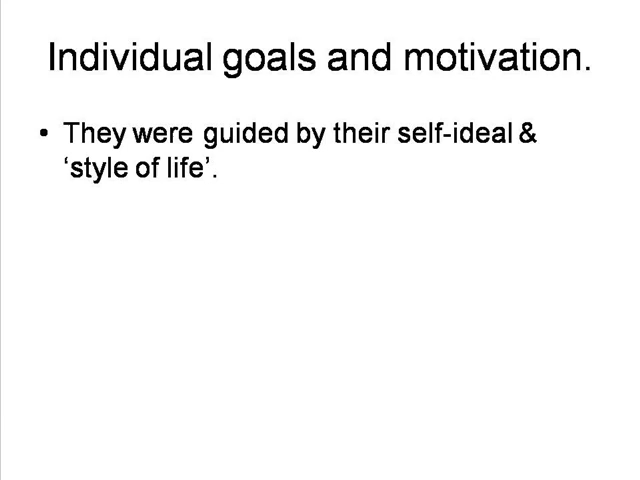 Individual goals and motivation.
• They were guided by their self-ideal &
‘style of life’.